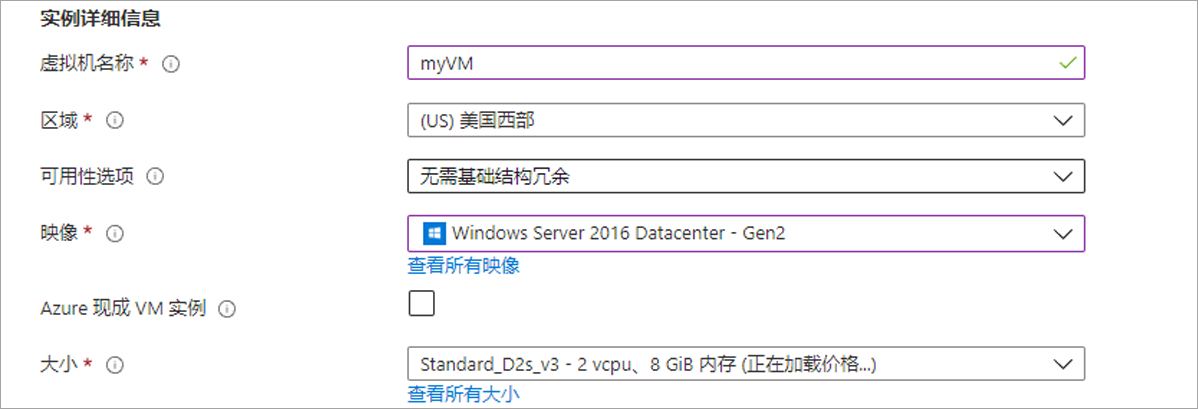 实例详细信息
虚拟机名称 * myVM
区域 * (US) 美国西部
可用性选项 无需基础结构冗余
映像 * Windows Server 2016 Datacenter - Gen2
查看所有映像
Azure 现成 VM 实例
大小 * Standard_D2s_v3 - 2 vcpu、8 GiB 内存 (正在加载价格...)
查看所有大小